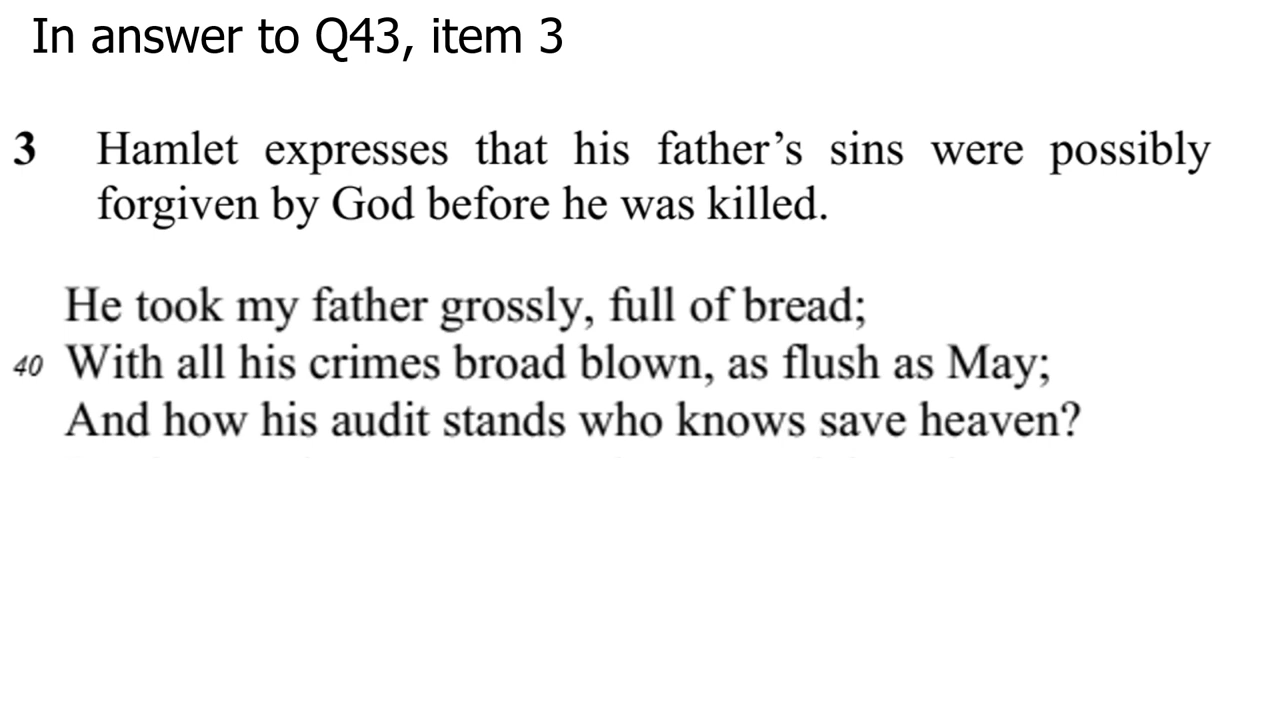 In answer to Q43, item 3
3 Hamlet expresses that his father's sins were possibly
forgiven by God before he was killed.
He took my father grossly, full of bread;
40 With all his crimes broad blown, as flush as May;
And how his audit stands who knows save heaven?